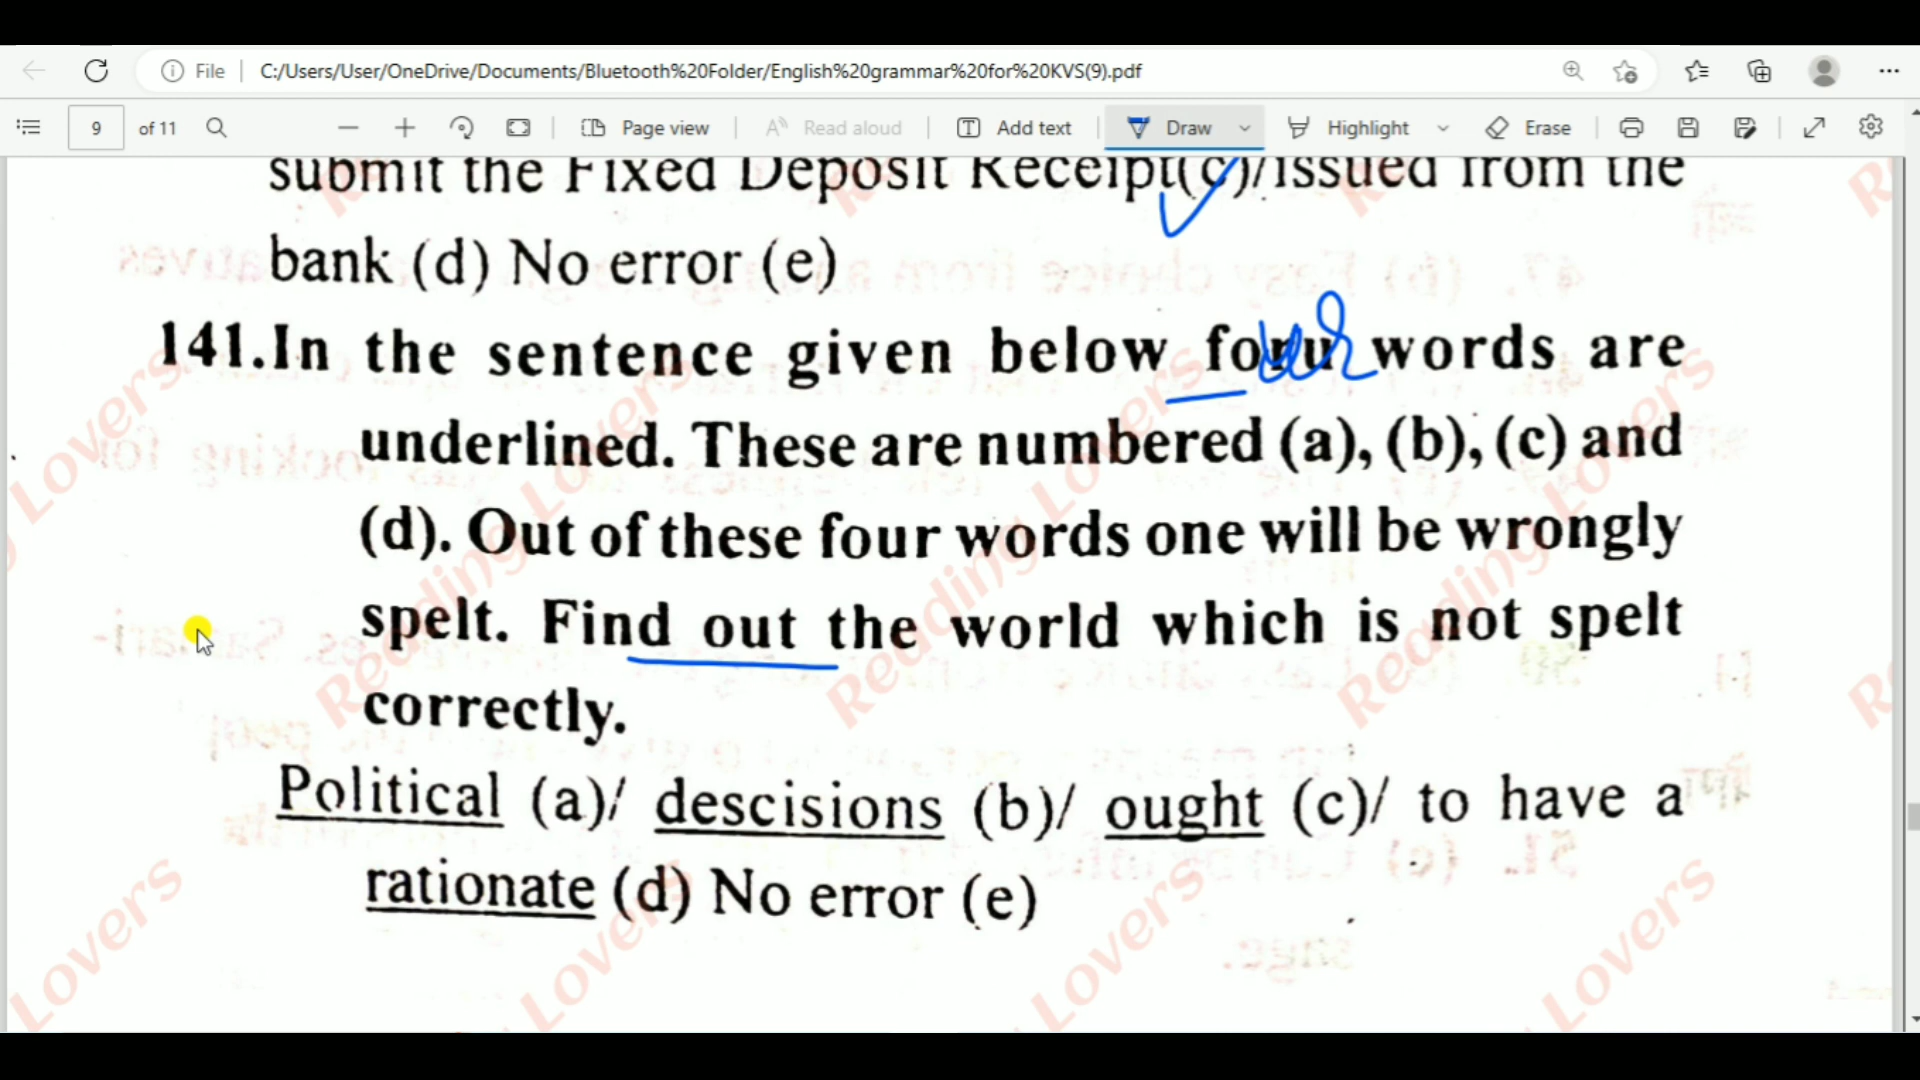 File C:/Users/User/OneDrive/Documents/Bluetooth%20Folder/English%20grammar%20for%20KVS(9).pdf
9 of 11 Page view Read aloud Add text Draw Highlight Erase
submit the Fixed Deposit Receipt(c)/issued from the
bank (d) No error (e)
141.In the sentence given below foru words are
underlined. These are numbered (a), (b), (c) and
(d). Out of these four words one will be wrongly
spelt. Find out the world which is not spelt
correctly.
Political (a)/ descisions (b)/ ought (c)/ to have a
rationate (d) No error (e)
Reading Lovers